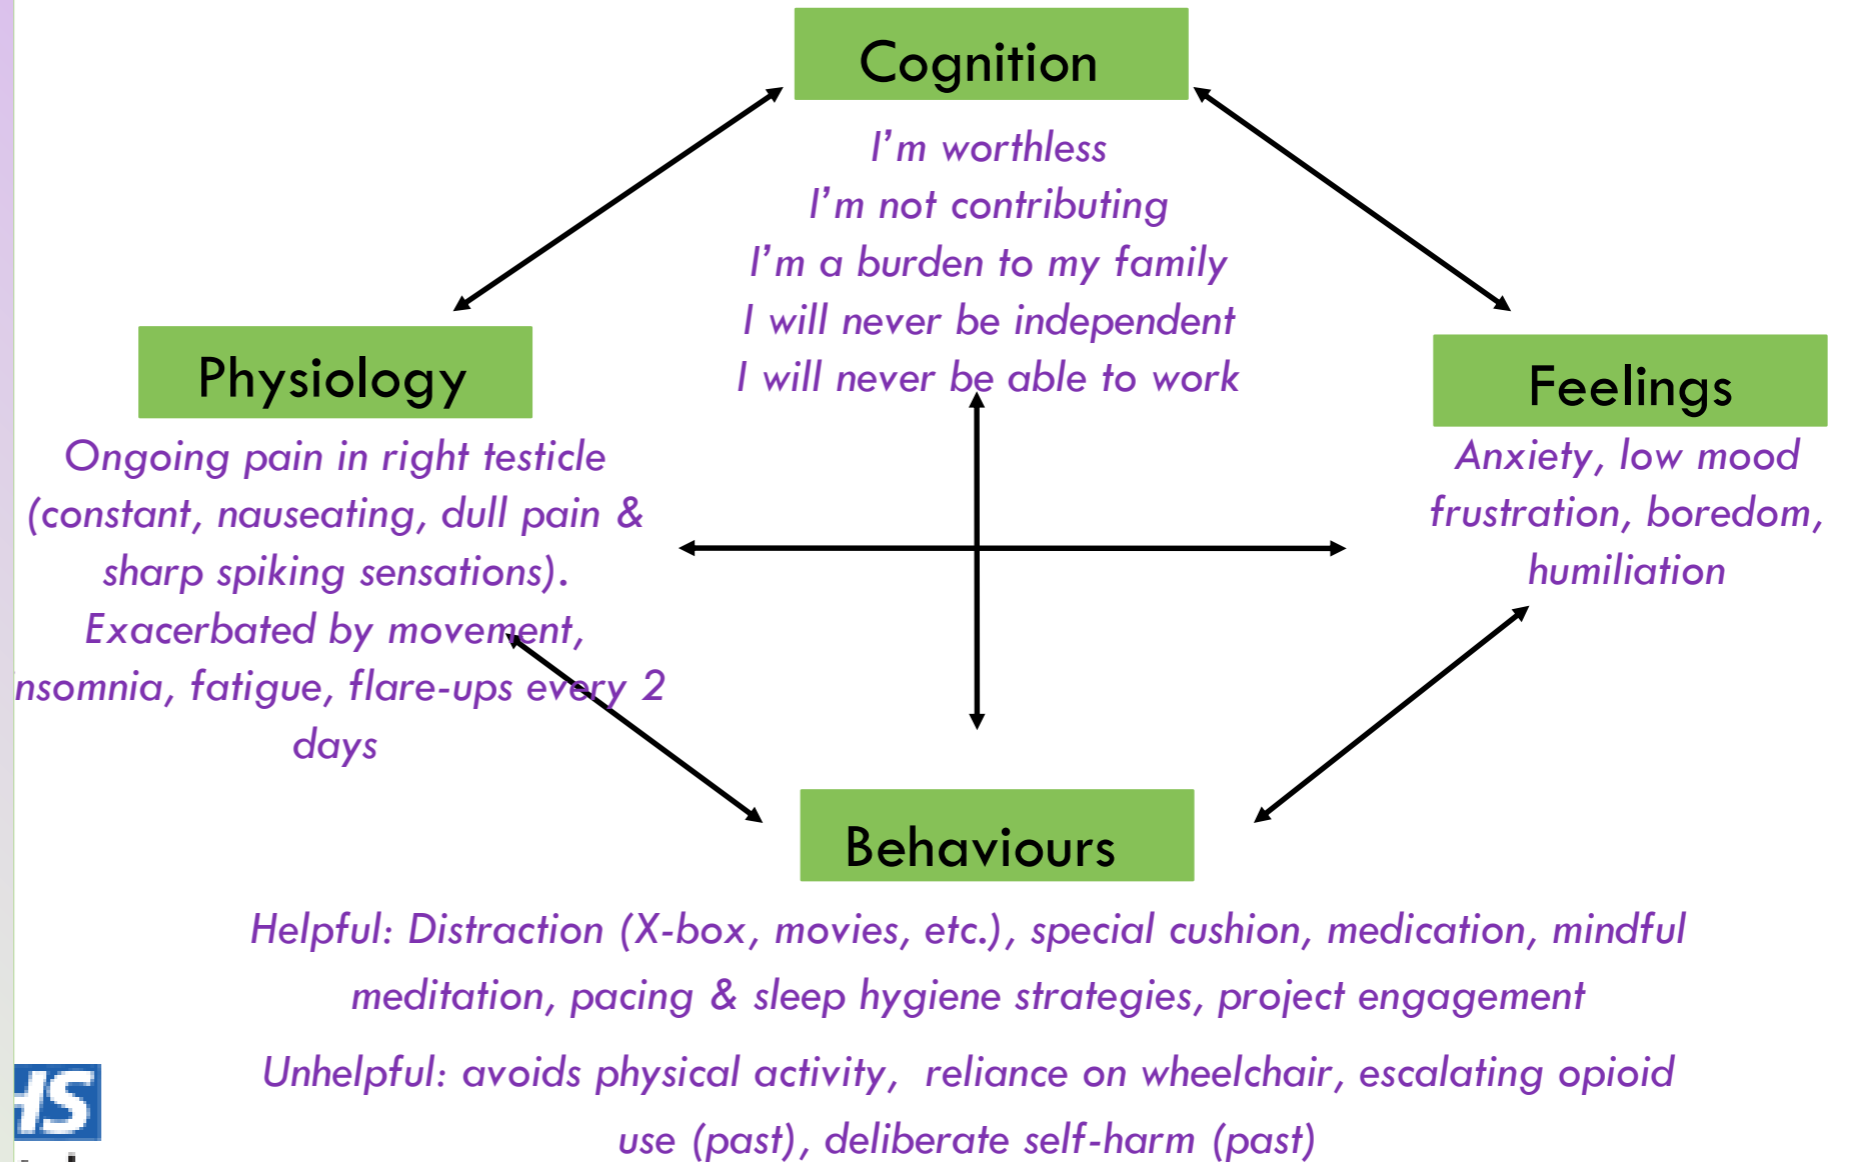 Cognition
I'm worthless
I'm not contributing
I'm a burden to my family
I will never be independent
I will never be able to work
Physiology
Ongoing pain in right testicle
(constant, nauseating, dull pain &
sharp spiking sensations).
Exacerbated by movement,
nsomnia, fatigue, flare-ups every 2
days
Feelings
Anxiety, low mood
frustration, boredom,
humiliation
Behaviours
Helpful: Distraction (X-box, movies, etc.), special cushion, medication, mindful
meditation, pacing & sleep hygiene strategies, project engagement
Unhelpful: avoids physical activity, reliance on wheelchair, escalating opioid
use (past), deliberate self-harm (past)
HS